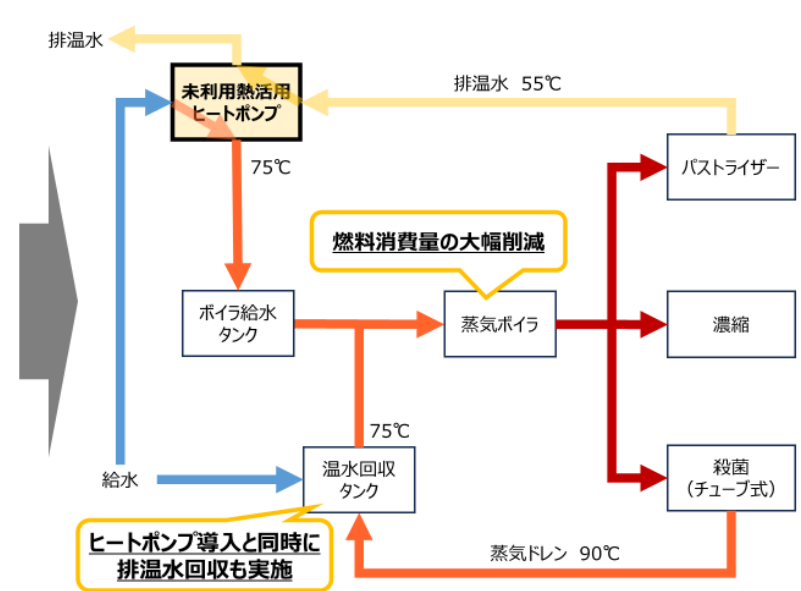 排温水
未利用熱活用
ヒートポンプ
排温水 55℃
75℃
パストライザー
燃料消費量の大幅削減
ボイラ給水
タンク
蒸気ボイラ
濃縮
75℃
給水
温水回収
タンク
殺菌
(チューブ式)
ヒートポンプ導入と同時に
排温水回収も実施
蒸気ドレン 90℃